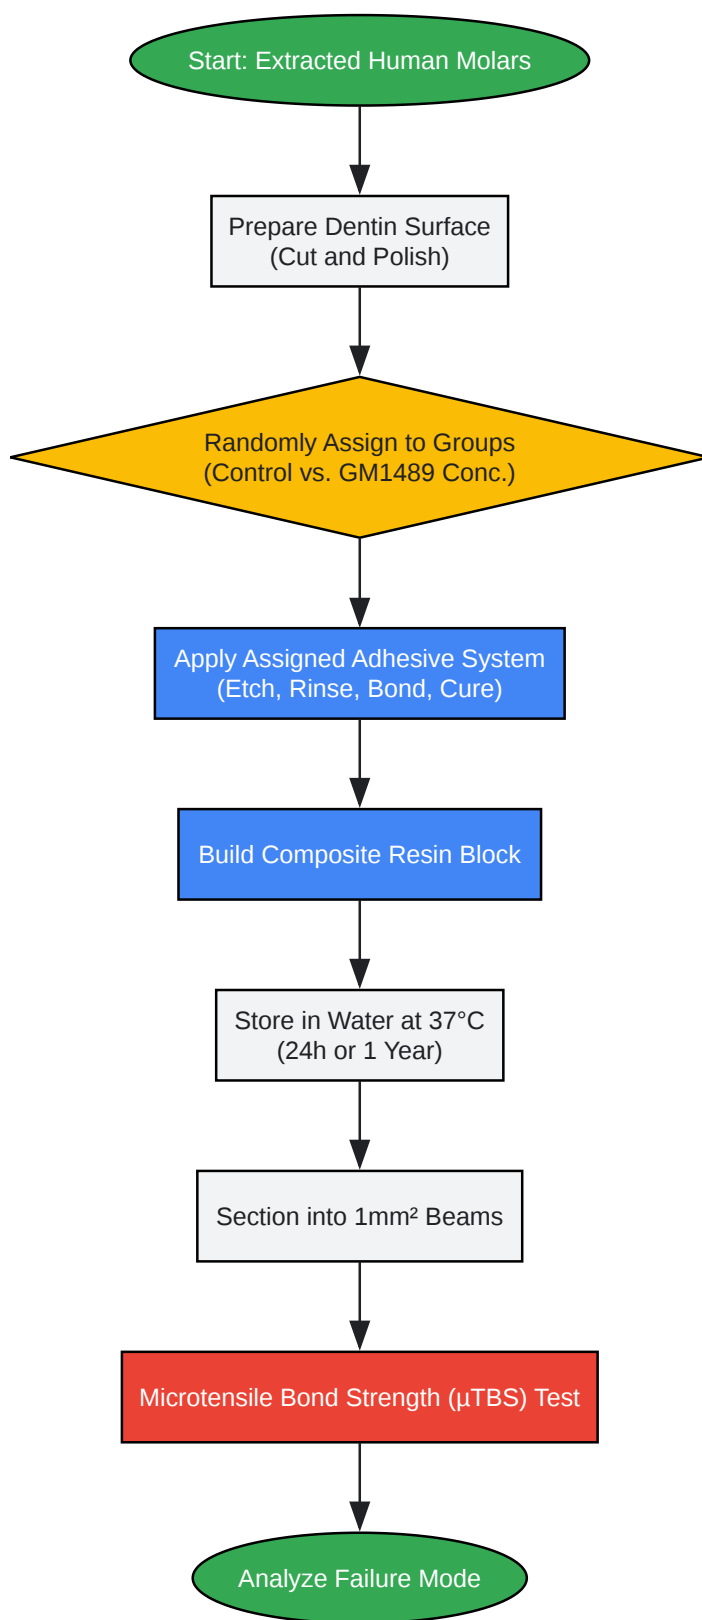 Start: Extracted Human Molars
Prepare Dentin Surface
(Cut and Polish)
Randomly Assign to Groups
(Control vs. GM1489 Conc.)
Apply Assigned Adhesive System
(Etch, Rinse, Bond, Cure)
Build Composite Resin Block
Store in Water at 37°C
(24h or 1 Year)
Section into 1mm² Beams
Microtensile Bond Strength (µTBS) Test
Analyze Failure Mode